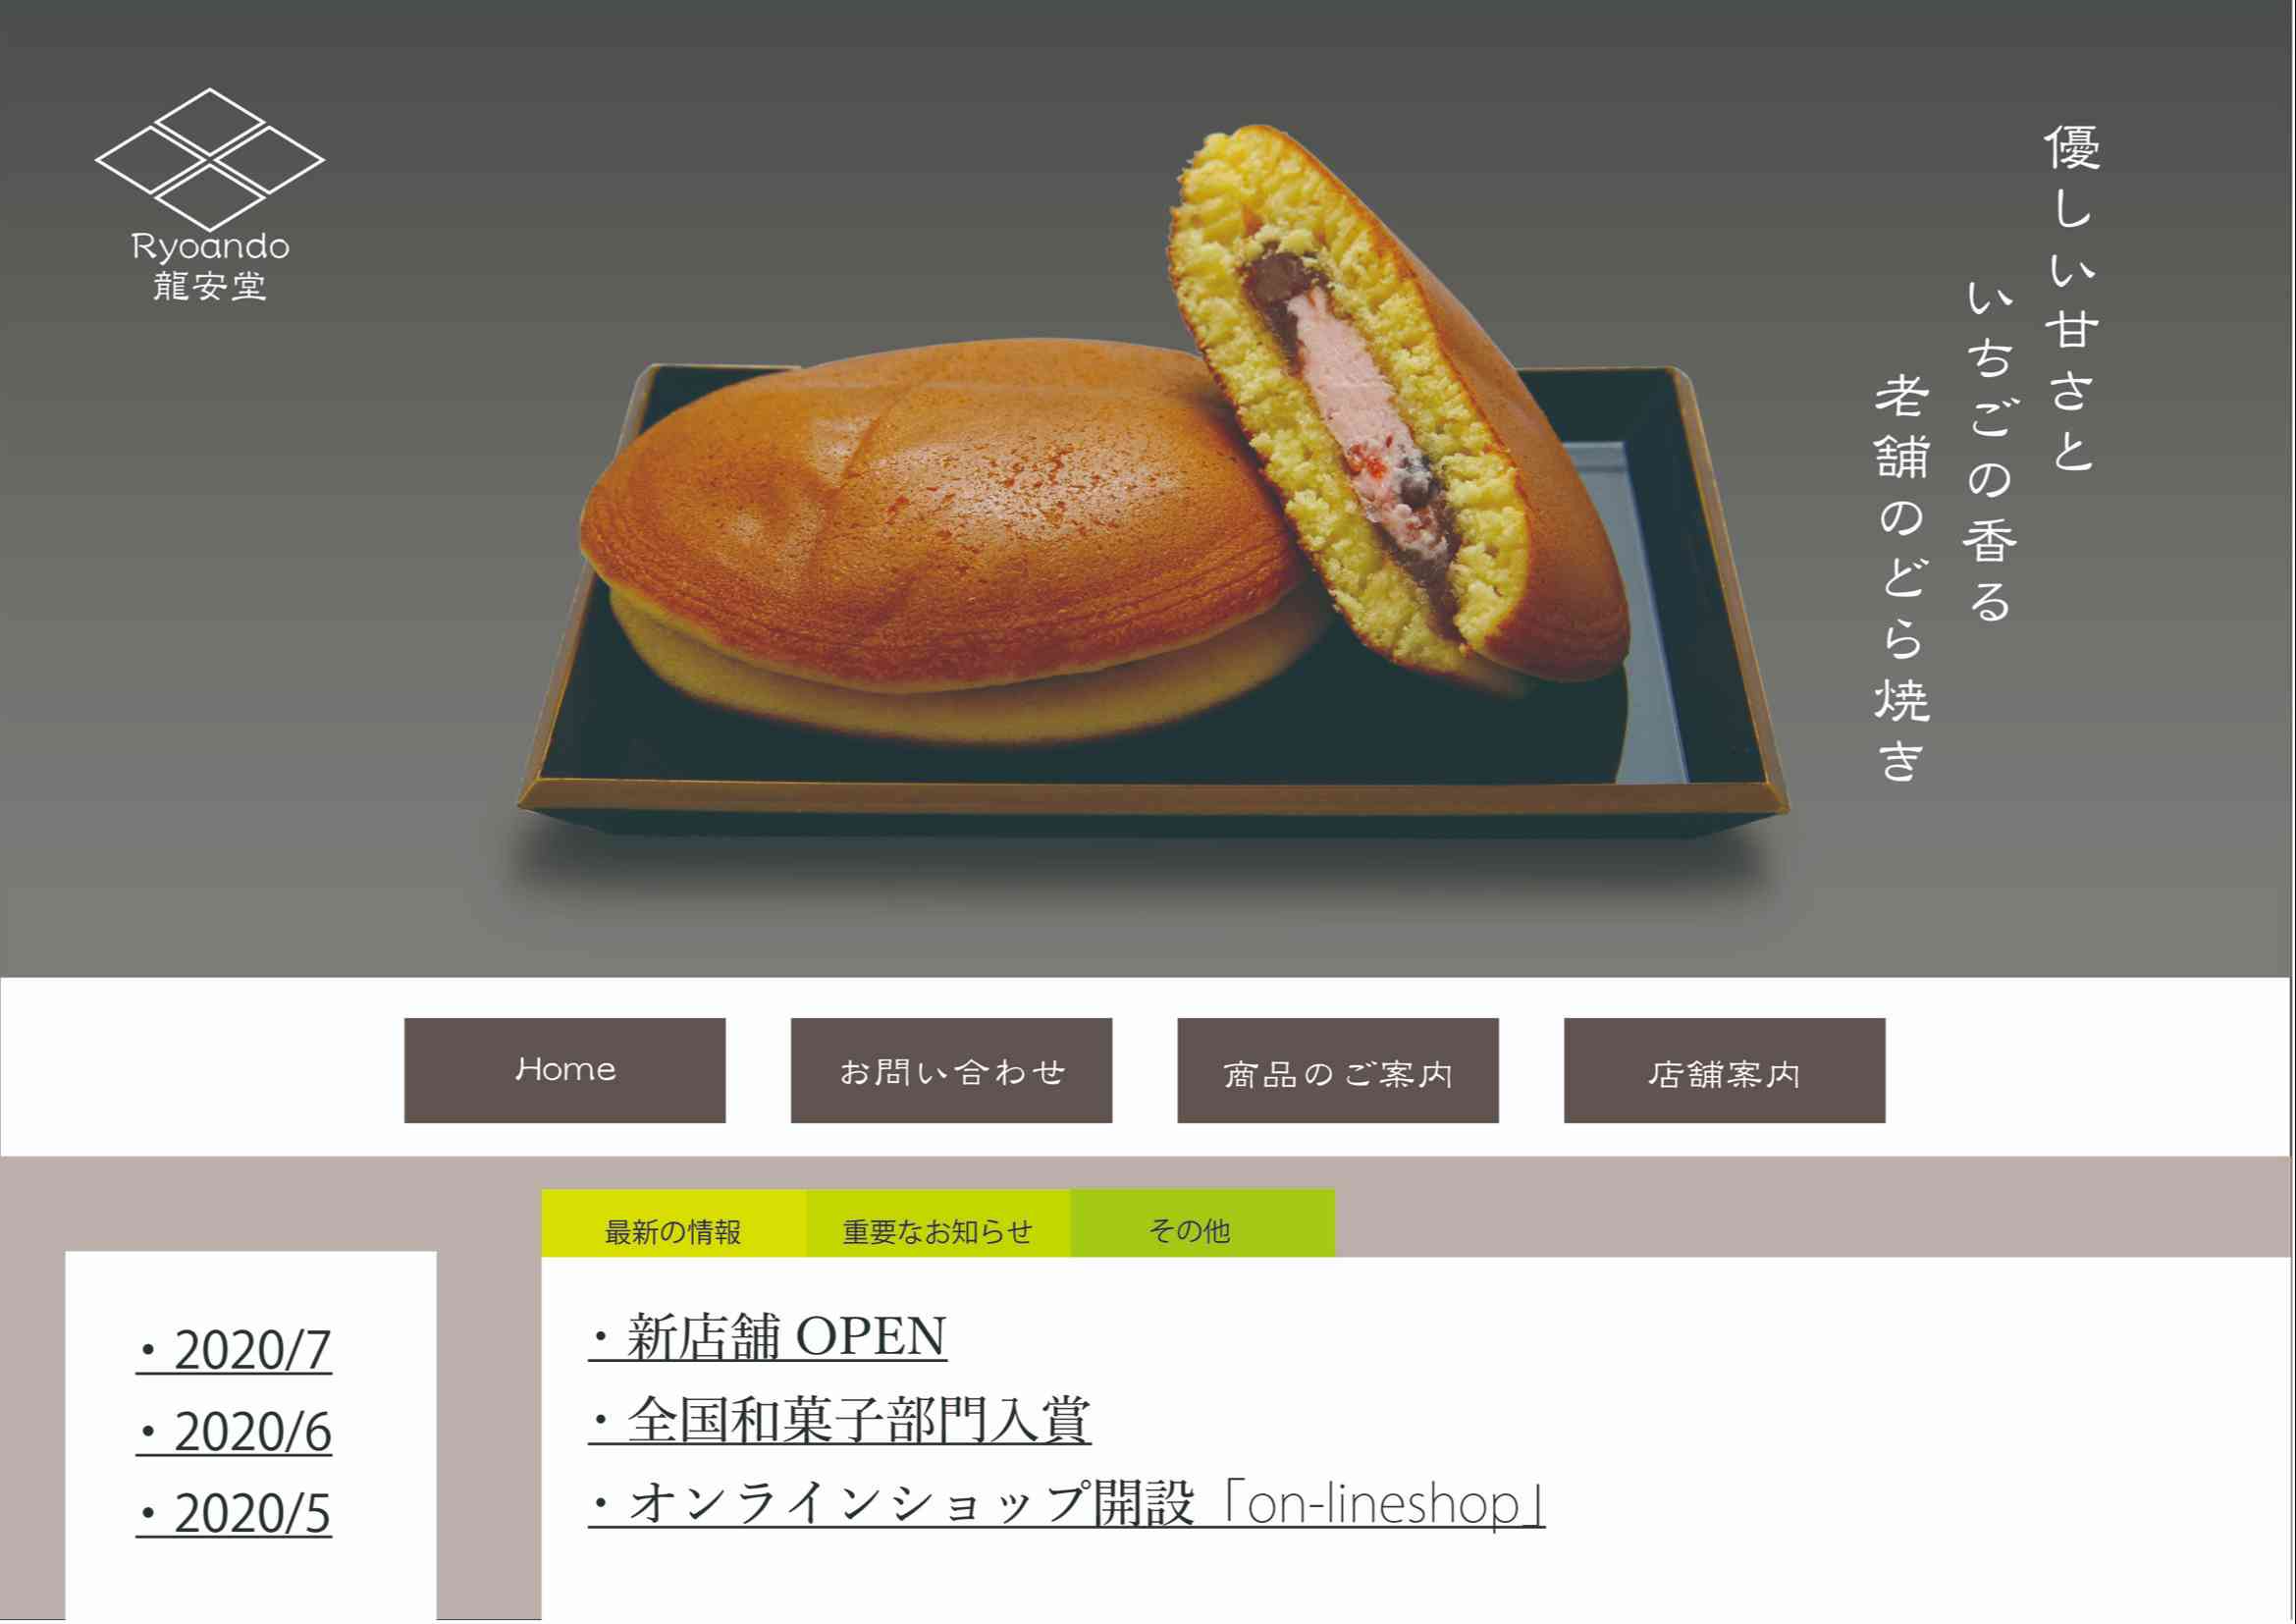 Ryoando
龍安堂
優しい甘さと
いちごの香る
老舗のどら焼き
Home
お問い合わせ
商品のご案内
店舗案内
最新の情報
重要なお知らせ
その他
・2020/7
・2020/6
・2020/5
・新店舗 OPEN
・全国和菓子部門入賞
・オンラインショップ開設「on-lineshop」